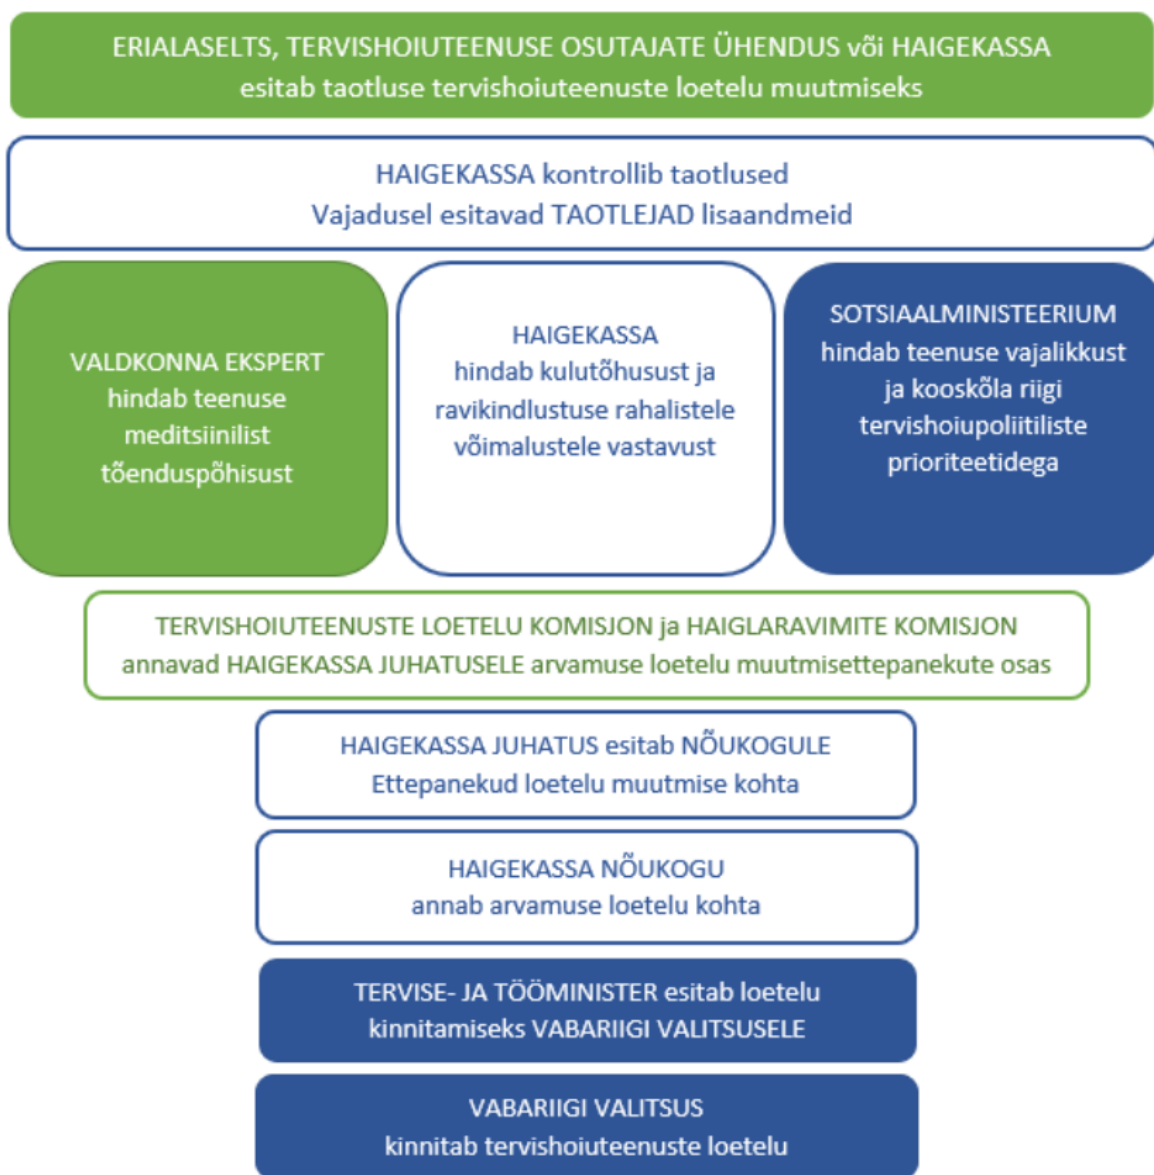 ERIALASELTS, TERVISHOIUTEENUSE OSUTAJATE ÜHENDUS või HAIGEKASSA
esitab taotluse tervishoiuteenuste loetelu muutmiseks
HAIGEKASSA kontrollib taotlused
Vajadusel esitavad TAOTLEJAD lisaandmeid
VALDKONNA EKSPERT
hindab teenuse
meditsiinilist
tõenduspõhisust
HAIGEKASSA
hindab kulutõhusust ja
ravikindlustuse rahalistele
võimalustele vastavust
SOTSIAALMINISTEERIUM
hindab teenuse vajalikkust
ja kooskõla riigi
tervishoiupoliitiliste
prioriteetidega
TERVISHOIUTEENUSTE LOETELU KOMISJON ja HAIGLARAVIMITE KOMISJON
annavad HAIGEKASSA JUHATUSELE arvamuse loetelu muutmisettepanekute osas
HAIGEKASSA JUHATUS esitab NÕUKOGULE
Ettepanekud loetelu muutmise kohta
HAIGEKASSA NÕUKOGU
annab arvamuse loetelu kohta
TERVISE- JA TÖÖMINISTER esitab loetelu
kinnitamiseks VABARIIGI VALITSUSELE
VABARIIGI VALITSUS
kinnitab tervishoiuteenuste loetelu